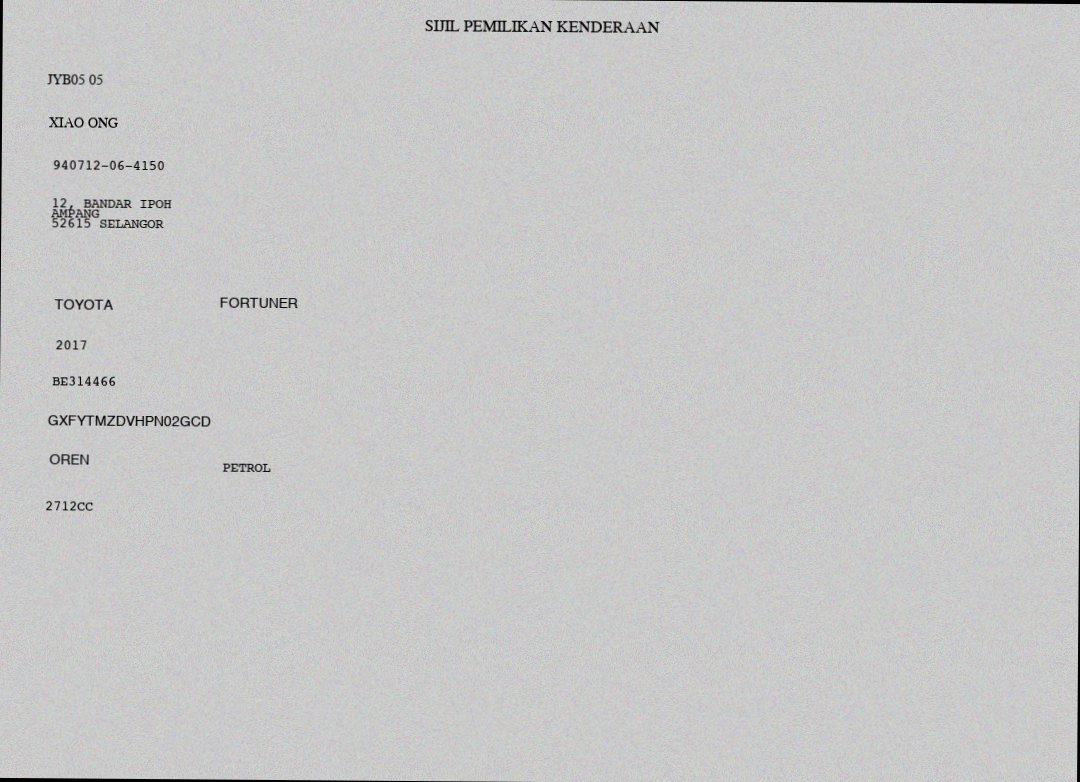 SIJIL PEMILIKAN KENDERAAN
JYB05 05
XIAO ONG
940712-06-4150
12, BANDAR IPOH
AMPANG
52615 SELANGOR
TOYOTA FORTUNER
2017
BE314466
GXFYTMZDVHPN02GCD
OREN PETROL
2712CC